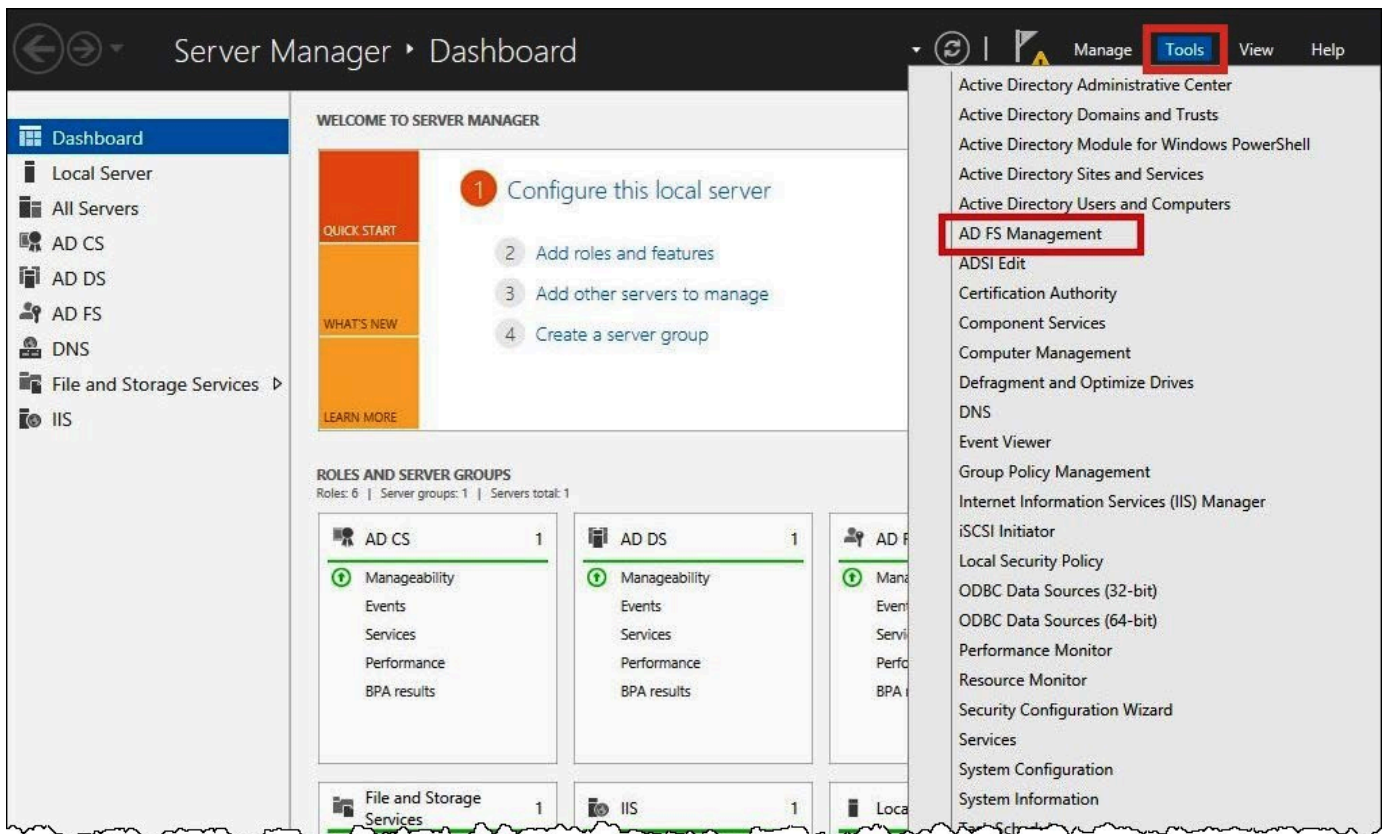 Server Manager ‣ Dashboard
Manage Tools View Help
Dashboard
Local Server
All Servers
AD CS
AD DS
AD FS
DNS
File and Storage Services
IIS
WELCOME TO SERVER MANAGER
QUICK START
WHAT'S NEW
LEARN MORE
1 Configure this local server
2 Add roles and features
3 Add other servers to manage
4 Create a server group
ROLES AND SERVER GROUPS
Roles: 6 | Server groups: 1 | Servers total: 1
AD CS 1
Manageability
Events
Services
Performance
BPA results
AD DS 1
Manageability
Events
Services
Performance
BPA results
AD
File and Storage
Services 1
IIS 1
Active Directory Administrative Center
Active Directory Domains and Trusts
Active Directory Module for Windows PowerShell
Active Directory Sites and Services
Active Directory Users and Computers
AD FS Management
ADSI Edit
Certification Authority
Component Services
Computer Management
Defragment and Optimize Drives
DNS
Event Viewer
Group Policy Management
Internet Information Services (IIS) Manager
iSCSI Initiator
Local Security Policy
ODBC Data Sources (32-bit)
ODBC Data Sources (64-bit)
Performance Monitor
Resource Monitor
Security Configuration Wizard
Services
System Configuration
System Information